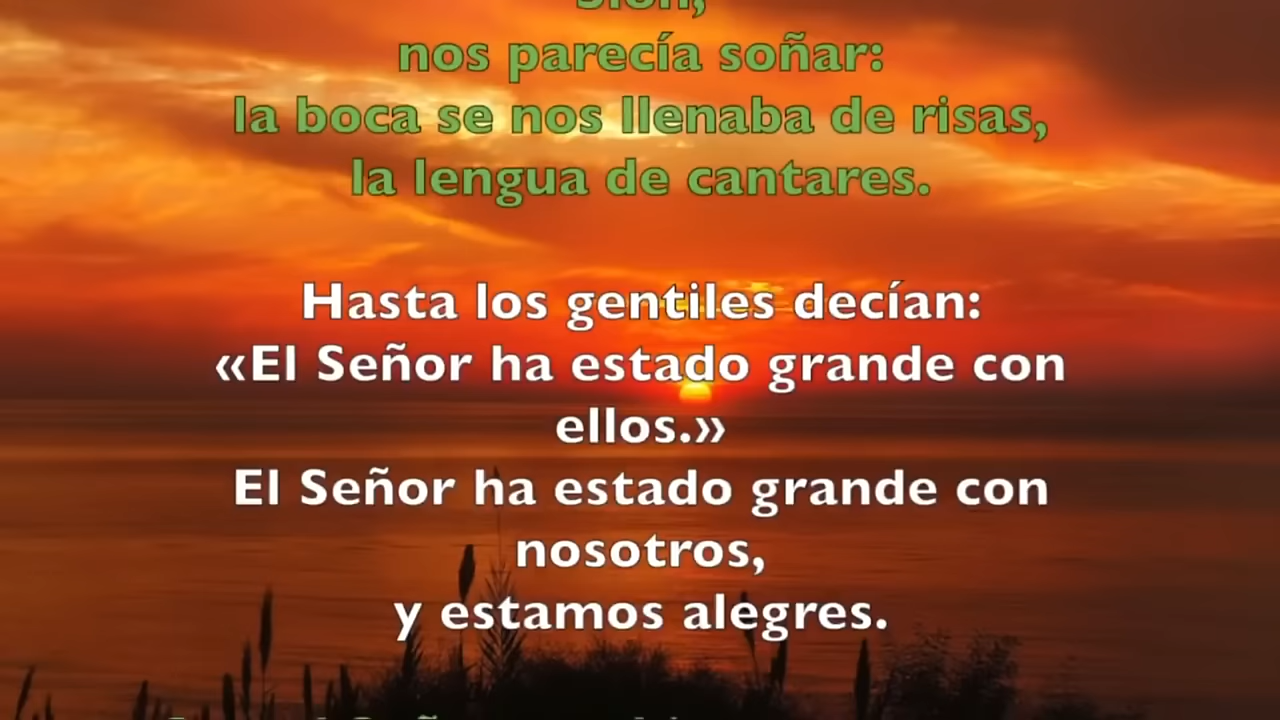 Sión,
nos parecía soñar:
la boca se nos llenaba de risas,
la lengua de cantares.
Hasta los gentiles decían:
«El Señor ha estado grande con
ellos.»
El Señor ha estado grande con
nosotros,
y estamos alegres.